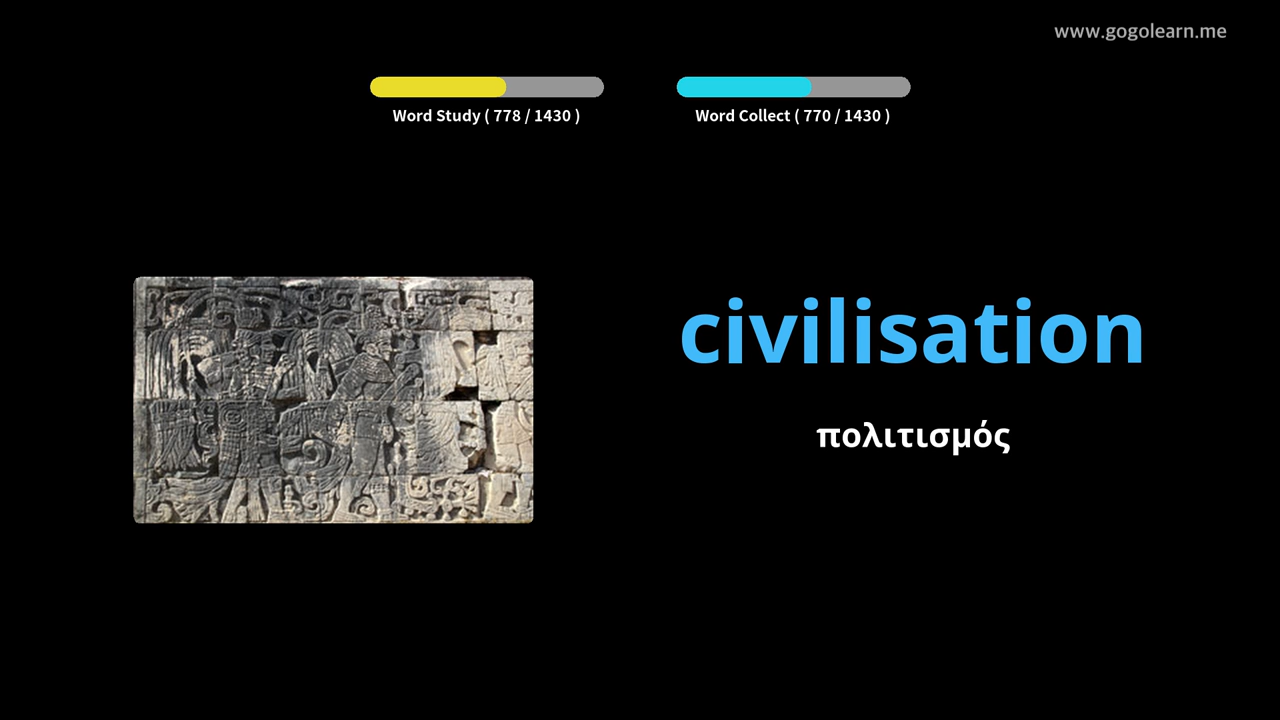 www.gogolearn.me
Word Study ( 778 / 1430 )
Word Collect ( 770 / 1430 )
civilisation
πολιτισμός